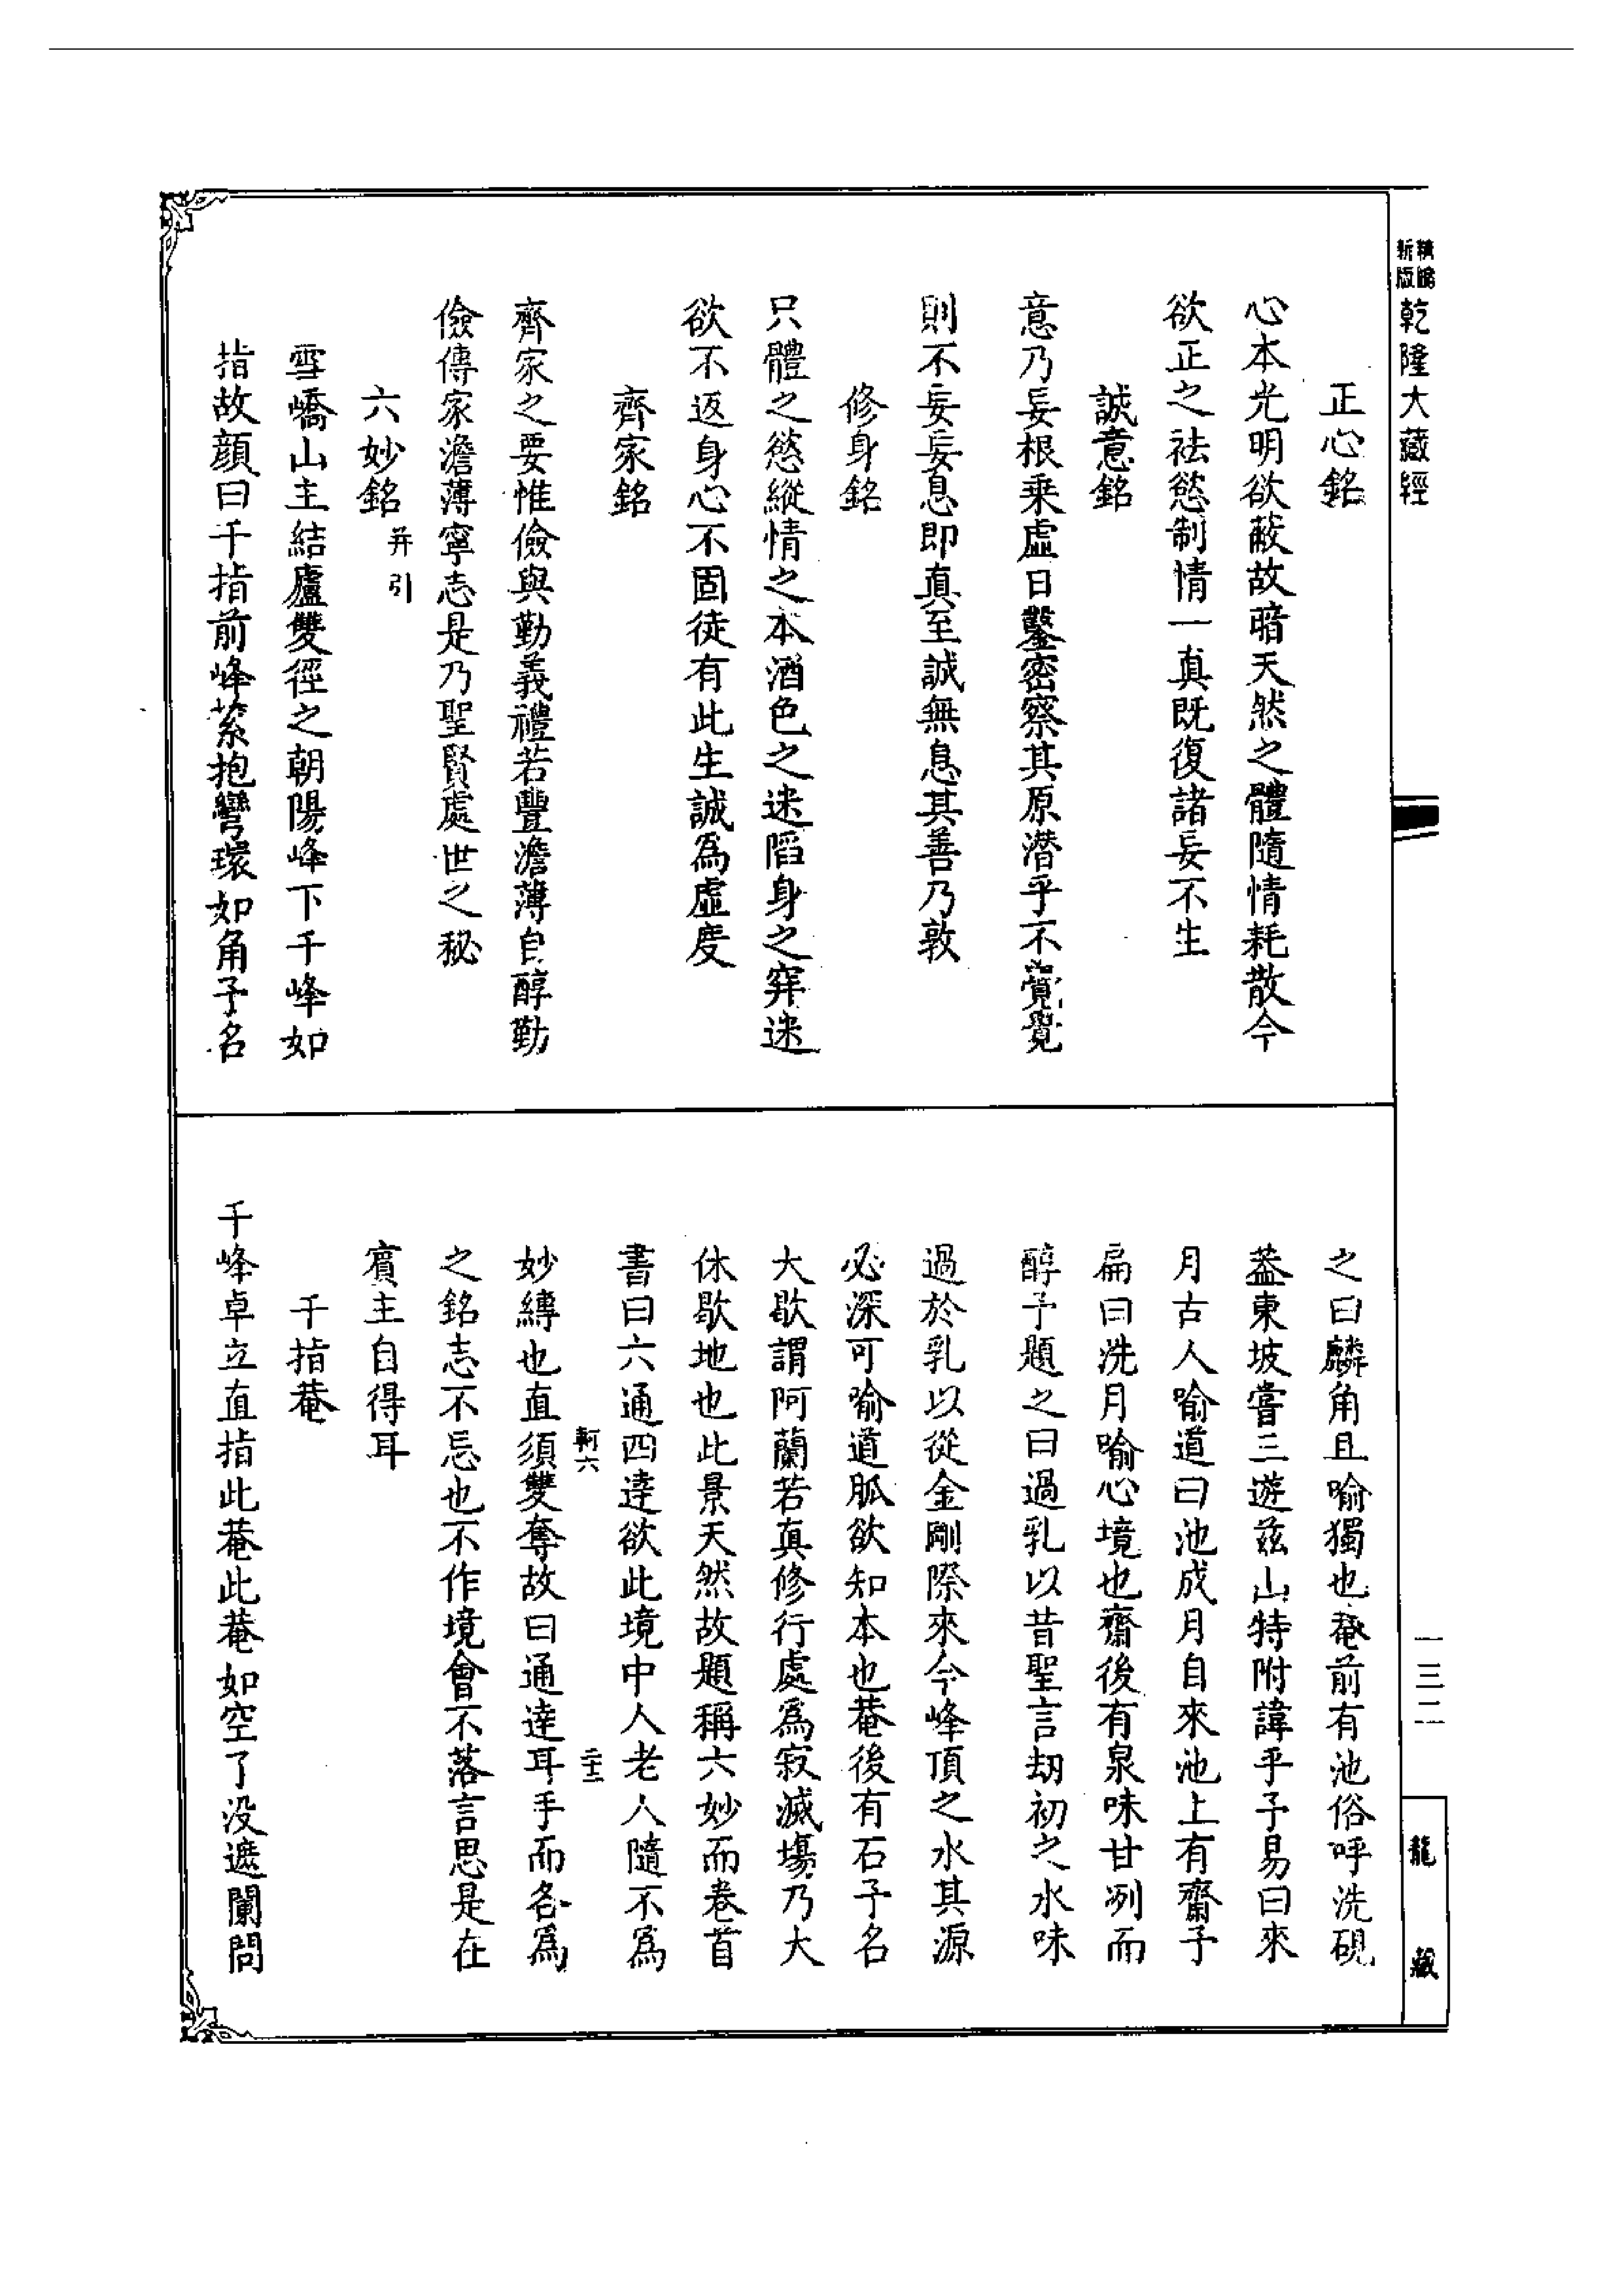 精縮新版乾隆大藏經
正心銘
心本光明欲蔽故暗天然之體隨情耗散今
欲正之祛慾制情一真既復諸妄不生
誠意銘
意乃妄根乘虛日鑿密察其原潛乎不覺覺
則不妄妄息即真至誠無息其善乃敦
修身銘
只體之慾縱情之本酒色之迷陷身之穽迷
欲不返身心不固徒有此生誠爲虛度
齊家銘
齊家之要惟儉與勤義禮若豐澹薄自醇勤
儉傳家澹薄寧志是乃聖賢處世之秘
六妙銘并引
雪嶠山主結廬雙徑之朝陽峰下千峰如
指故顏曰千指前峰縈抱彎環如角予名
之曰麟角且喻獨也菴前有池俗呼洗硯
葢東坡嘗三遊兹山特附諱乎予易曰來
月古人喻道曰池成月自來池上有齋予
扁曰洗月喻心境也齋後有泉味甘冽而
醇予題之曰過乳以昔聖言劫初之水味
過於乳以從金剛際來今峰頂之水其源
必深可喻道脈欲知本也菴後有石予名
大歇謂阿蘭若真修行處爲寂滅場乃大
休歇地也此景天然故題稱六妙而卷首
書曰六通四達欲此境中人老人隨不爲
軻六 二十三
妙縛也直須雙奪故曰通達耳手而各爲
之銘志不忘也不作境會不落言思是在
賓主自得耳
千指菴
千峰卓立直指此菴此菴如空了没遮闌問
一三二
龍藏